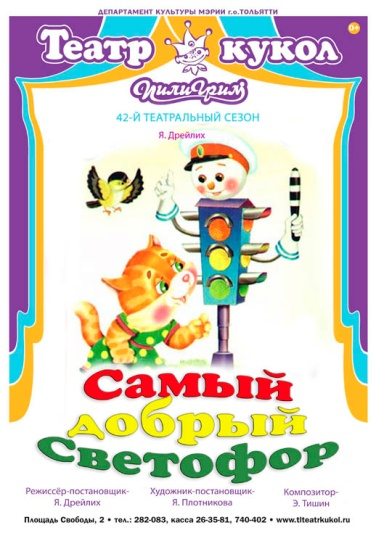 ДЕПАРТАМЕНТ КУЛЬТУРЫ МЭРИИ г.о.ТОЛЬЯТТИ
Театр кукол
0+
Пилигрим
42-Й ТЕАТРАЛЬНЫЙ СЕЗОН
Я. Дрейлих
Самый
добрый
Светофор
Режиссёр-постановщик- Художник-постановщик- Композитор-
Я. Дрейлих Я. Плотникова Э. Тишин
Площадь Свободы, 2 • тел.: 282-083, касса 26-35-81, 740-402 • www.tlteatrkukol.ru